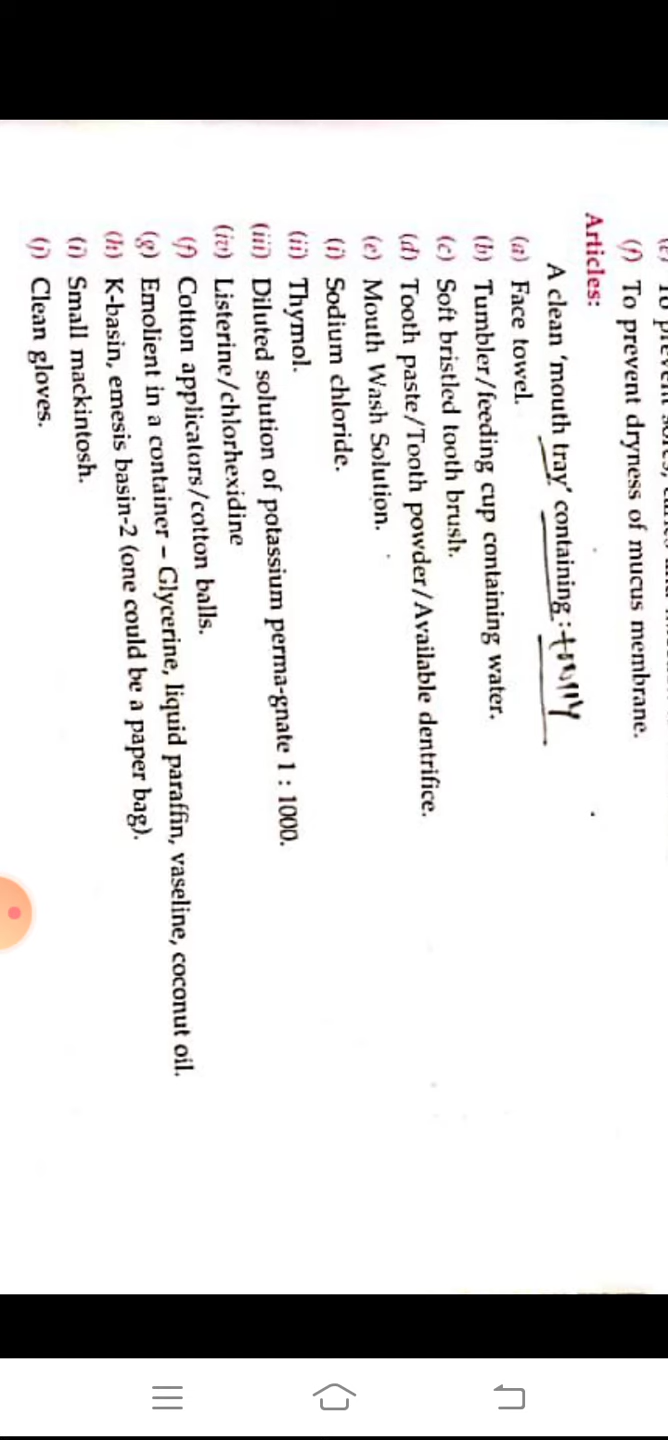 (f) To prevent dryness of mucus membrane.
Articles:
A clean ‘mouth tray’ containing :
(a) Face towel.
(b) Tumbler/feeding cup containing water.
(c) Soft bristled tooth brush.
(d) Tooth paste/Tooth powder/Available dentrifice.
(e) Mouth Wash Solution.
(i) Sodium chloride.
(ii) Thymol.
(iii) Diluted solution of potassium perma-gnate 1 : 1000.
(iv) Listerine/chlorhexidine
(f) Cotton applicators/cotton balls.
(g) Emolient in a container – Glycerine, liquid paraffin, vaseline, coconut oil.
(h) K-basin, emesis basin-2 (one could be a paper bag).
(i) Small mackintosh.
(j) Clean gloves.